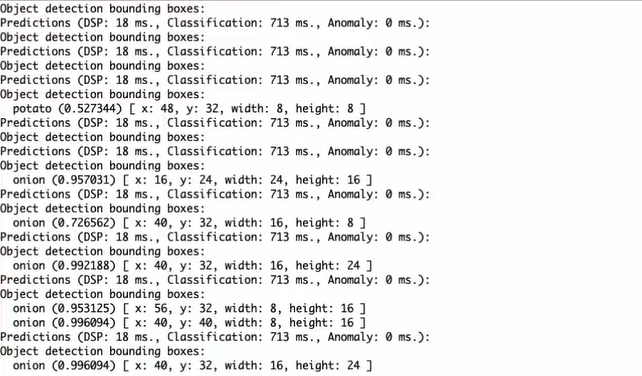 Object detection bounding boxes:
Predictions (DSP: 18 ms., Classification: 713 ms., Anomaly: 0 ms.):
Object detection bounding boxes:
Predictions (DSP: 18 ms., Classification: 713 ms., Anomaly: 0 ms.):
Object detection bounding boxes:
Predictions (DSP: 18 ms., Classification: 713 ms., Anomaly: 0 ms.):
Object detection bounding boxes:
  potato (0.527344) [ x: 48, y: 32, width: 8, height: 8 ]
Predictions (DSP: 18 ms., Classification: 713 ms., Anomaly: 0 ms.):
Object detection bounding boxes:
Predictions (DSP: 18 ms., Classification: 713 ms., Anomaly: 0 ms.):
Object detection bounding boxes:
  onion (0.957031) [ x: 16, y: 24, width: 24, height: 16 ]
Predictions (DSP: 18 ms., Classification: 713 ms., Anomaly: 0 ms.):
Object detection bounding boxes:
  onion (0.726562) [ x: 40, y: 32, width: 16, height: 8 ]
Predictions (DSP: 18 ms., Classification: 713 ms., Anomaly: 0 ms.):
Object detection bounding boxes:
  onion (0.992188) [ x: 40, y: 32, width: 16, height: 24 ]
Predictions (DSP: 18 ms., Classification: 713 ms., Anomaly: 0 ms.):
Object detection bounding boxes:
  onion (0.953125) [ x: 56, y: 32, width: 8, height: 16 ]
  onion (0.996094) [ x: 40, y: 40, width: 8, height: 16 ]
Predictions (DSP: 18 ms., Classification: 713 ms., Anomaly: 0 ms.):
Object detection bounding boxes:
  onion (0.996094) [ x: 40, y: 32, width: 16, height: 24 ]